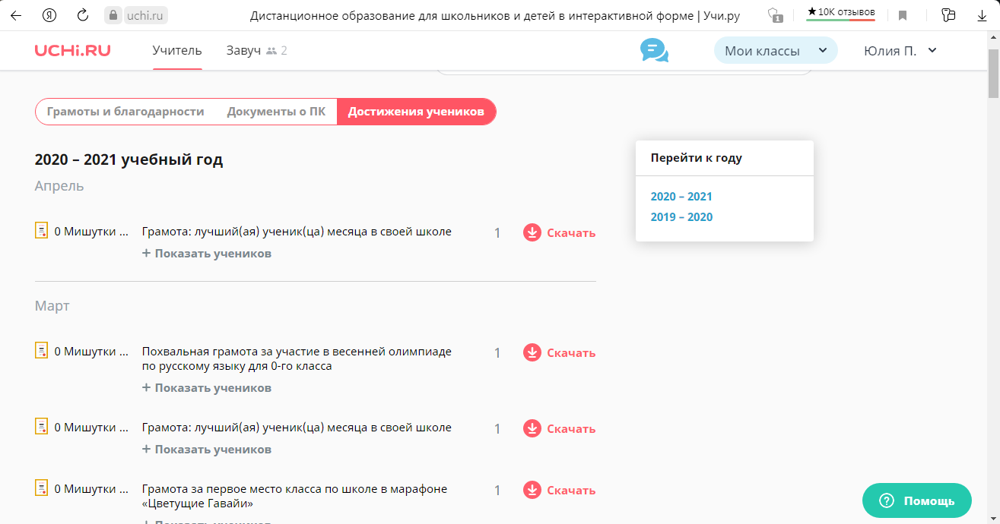 uchi.ru
Дистанционное образование для школьников и детей в интерактивной форме | Учи.ру
1
★10K отзывов
UCHi.RU
Учитель
Завуч 2
Мои классы
Юлия П.
Грамоты и благодарности
Документы о ПК
Достижения учеников
2020 – 2021 учебный год
Апрель
0 Мишутки ...
Грамота: лучший(ая) ученик(ца) месяца в своей школе
1
Скачать
+ Показать учеников
Март
0 Мишутки ...
Похвальная грамота за участие в весенней олимпиаде
по русскому языку для 0-го класса
1
Скачать
+ Показать учеников
0 Мишутки ...
Грамота: лучший(ая) ученик(ца) месяца в своей школе
1
Скачать
+ Показать учеников
0 Мишутки ...
Грамота за первое место класса по школе в марафоне
«Цветущие Гавайи»
1
Скачать
+ Показать учеников
Перейти к году
2020 – 2021
2019 – 2020
Помощь